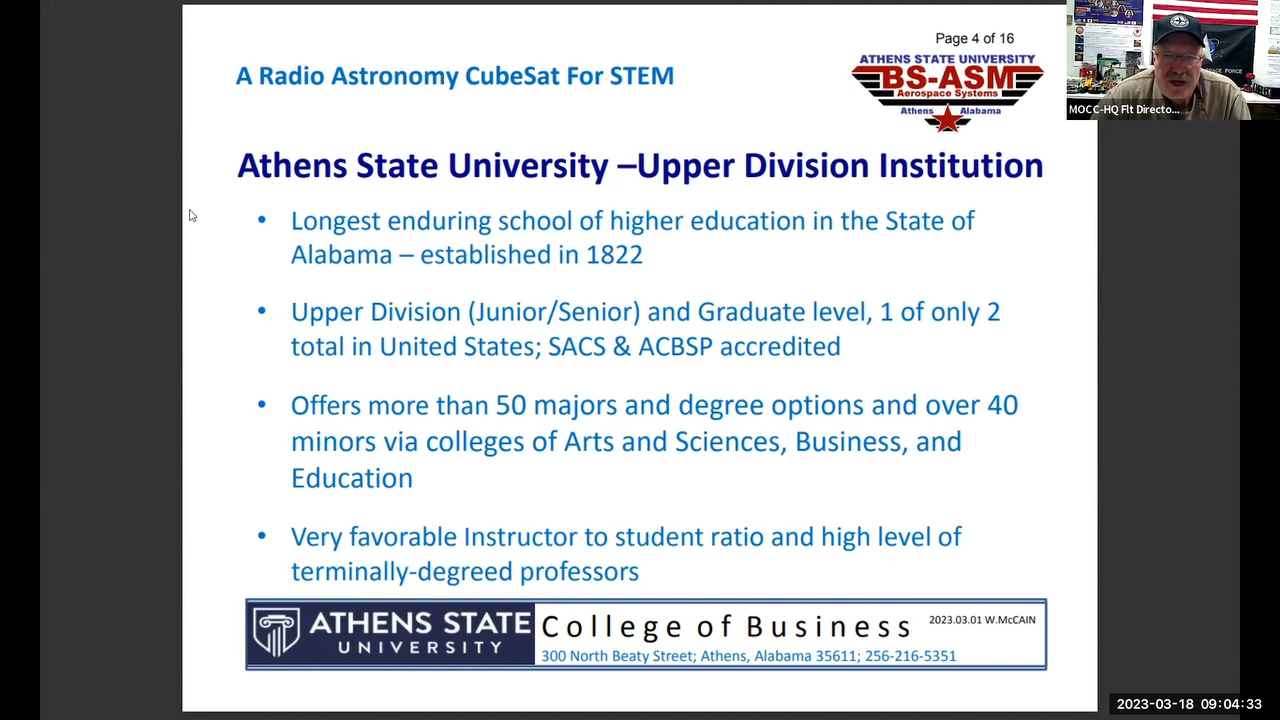 Page 4 of 16
A Radio Astronomy CubeSat For STEM
ATHENS STATE UNIVERSITY
BS-ASM
Aerospace Systems
Athens Alabama
MOCC-HQ Flt Directo...
Athens State University –Upper Division Institution
• Longest enduring school of higher education in the State of
Alabama – established in 1822
• Upper Division (Junior/Senior) and Graduate level, 1 of only 2
total in United States; SACS & ACBSP accredited
• Offers more than 50 majors and degree options and over 40
minors via colleges of Arts and Sciences, Business, and
Education
• Very favorable Instructor to student ratio and high level of
terminally-degreed professors
ATHENS STATE
UNIVERSITY
College of Business
2023.03.01 W.McCAIN
300 North Beaty Street; Athens, Alabama 35611; 256-216-5351
2023-03-18 09:04:33